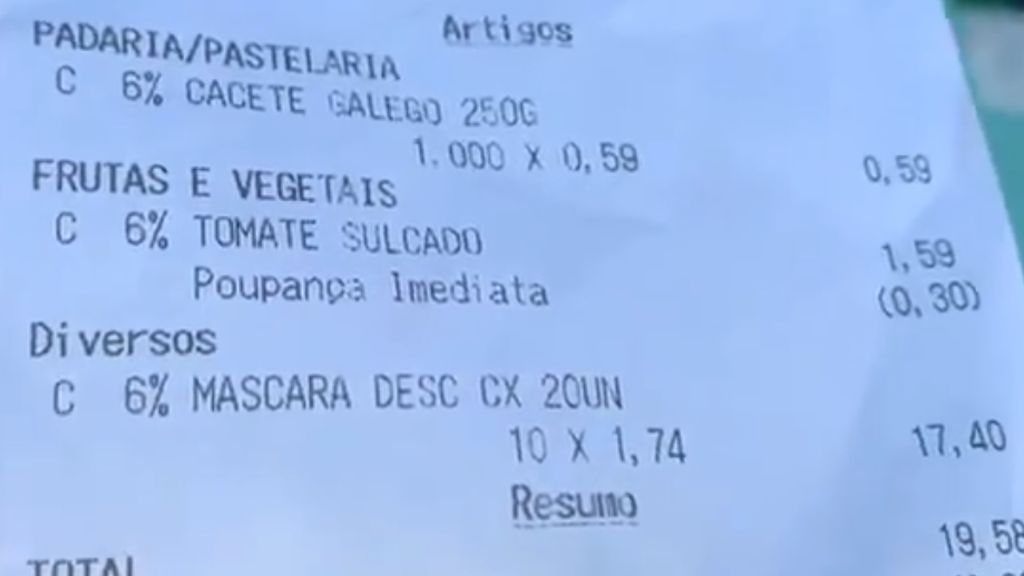 Artigos
PADARIA/PASTELARIA
C 6% CACETE GALEGO 250G
1.000 X 0,59 0,59
FRUTAS E VEGETAIS
C 6% TOMATE SULCADO 1,59
Poupança Imediata (0,30)
Diversos
C 6% MASCARA DESC CX 20UN
10 X 1,74 17,40
Resumo
19,58
TOTAL